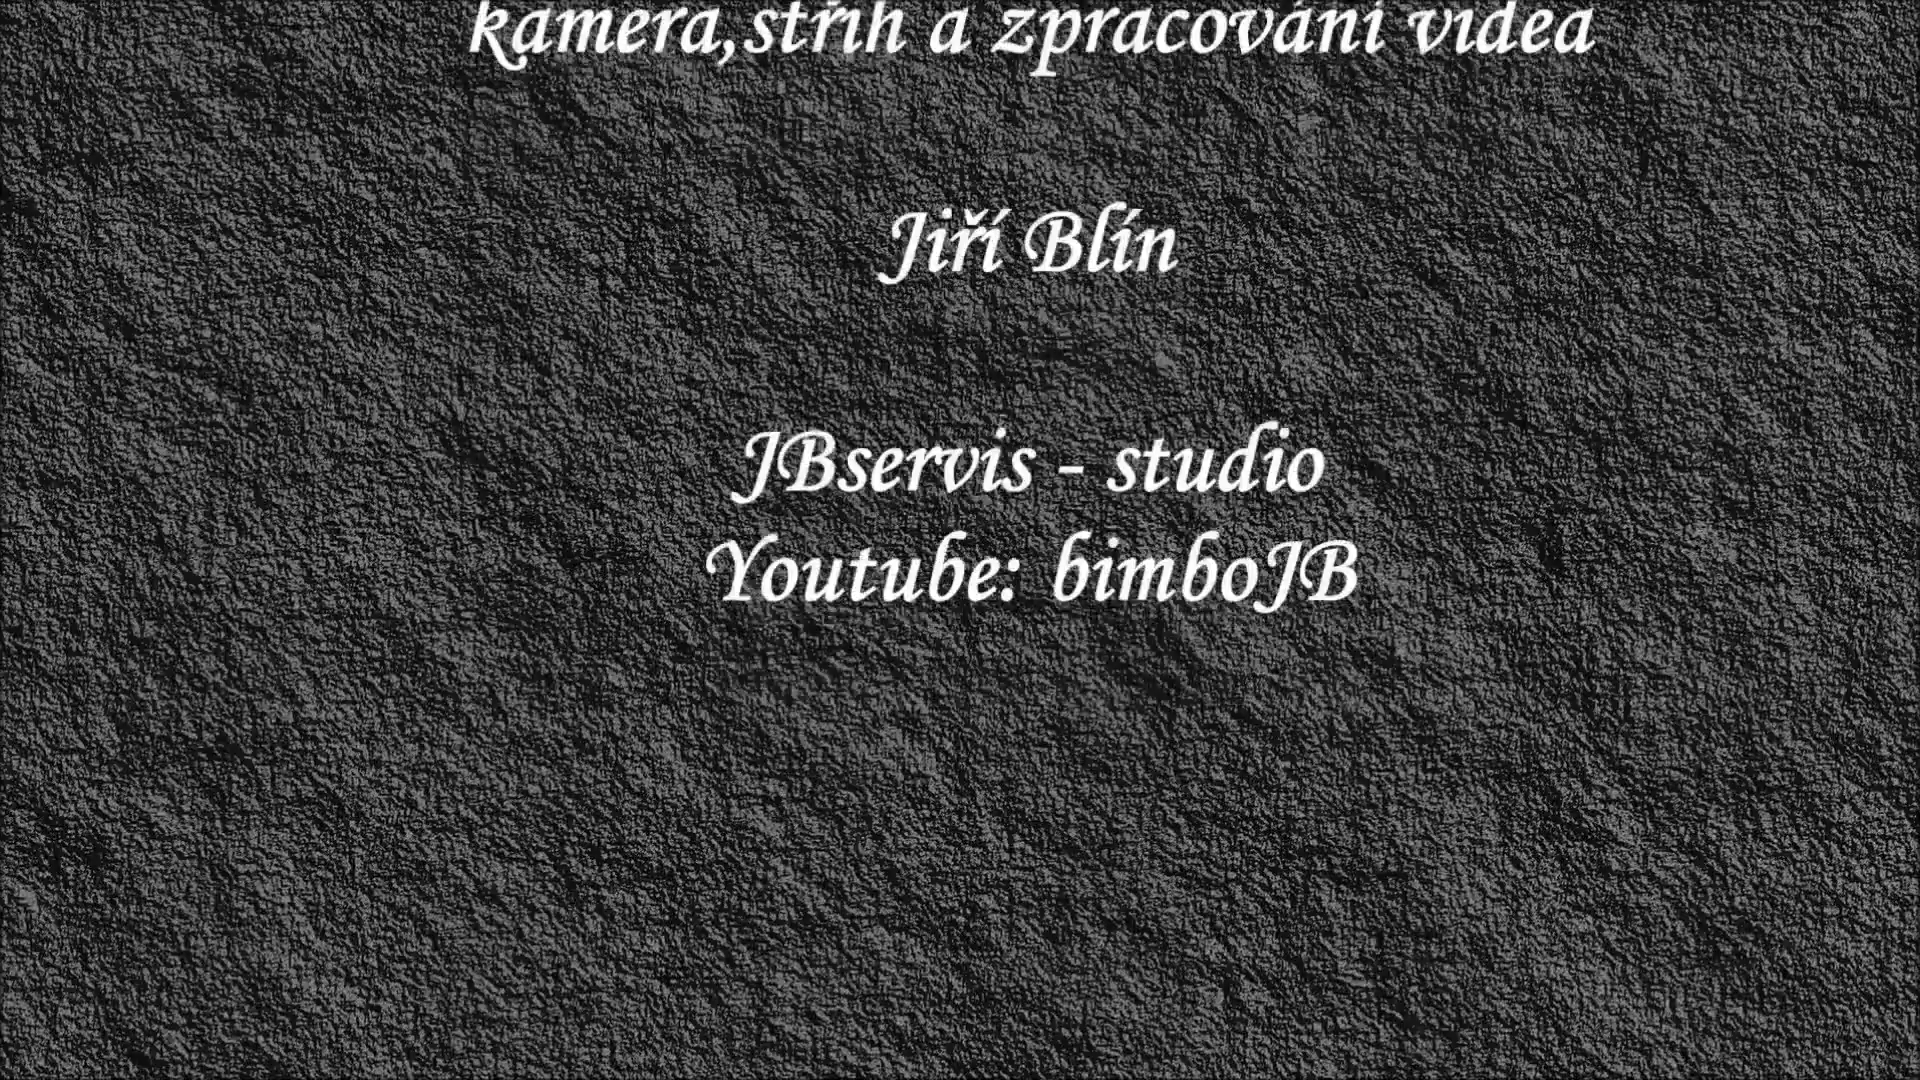 kamera,střih a zpracování videa
Jiří Blín
JBservis - studio
Youtube: bimboJB